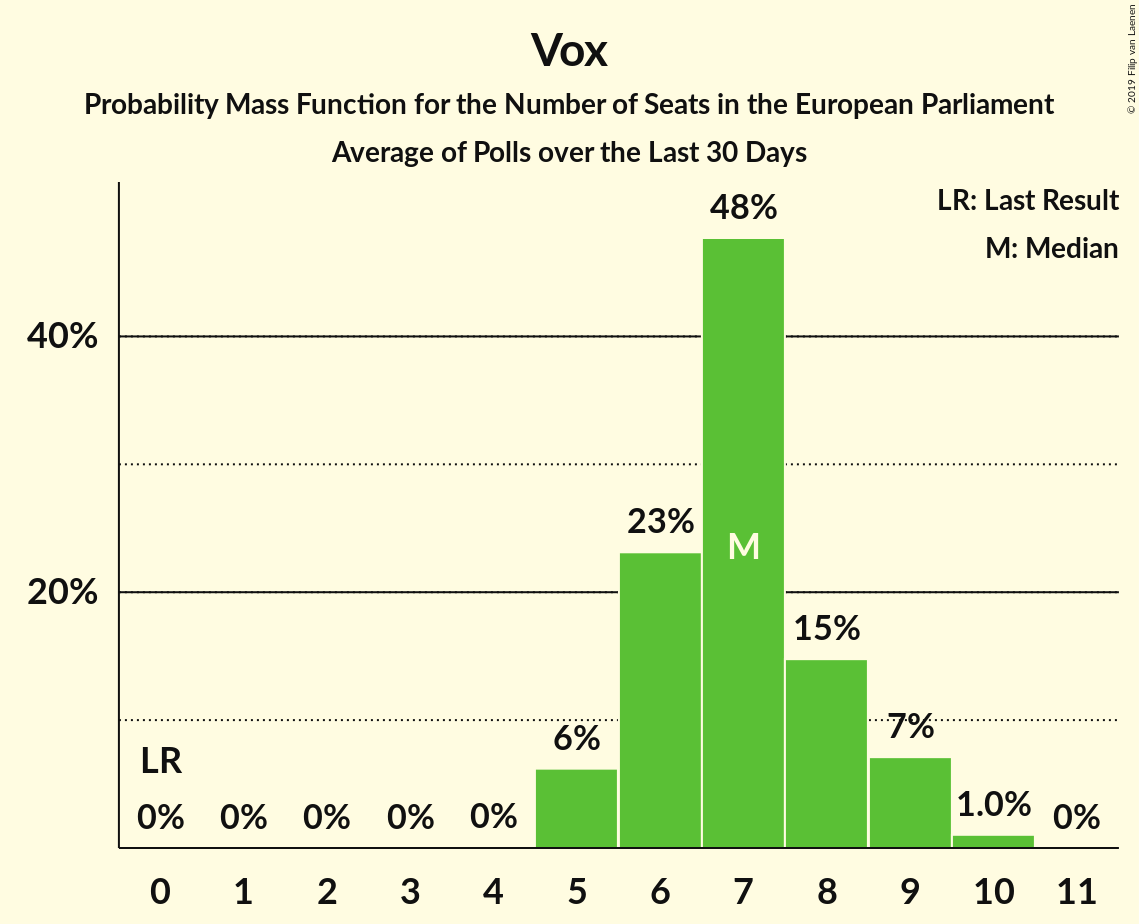 Vox
Probability Mass Function for the Number of Seats in the European Parliament
Average of Polls over the Last 30 Days
© 2019 Filip van Laenen
LR: Last Result
M: Median
48%
40%
23%
M
20%
15%
6%
7%
LR
0% 0% 0% 0% 0% 1.0% 0%
0 1 2 3 4 5 6 7 8 9 10 11